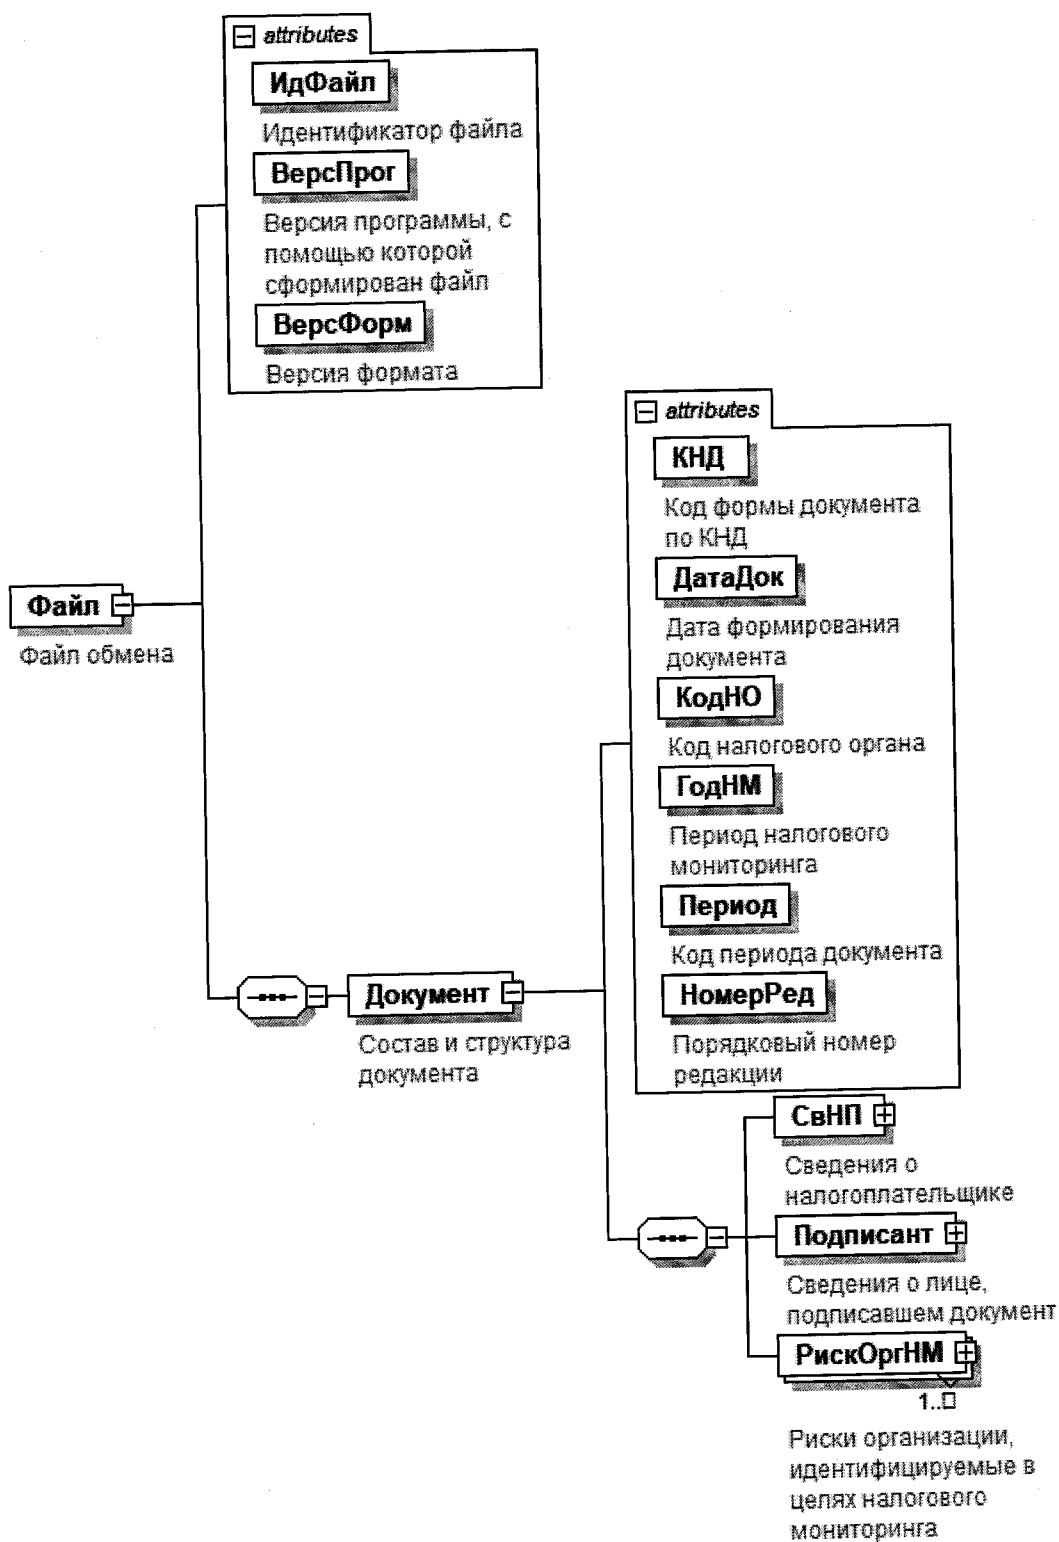 attributes
ИдФайл
Идентификатор файла
ВерсПрог
Версия программы, с
помощью которой
сформирован файл
ВерсФорм
Версия формата
Файл
Файл обмена
attributes
КНД
Код формы документа
по КНД
ДатаДок
Дата формирования
документа
КодНО
Код налогового органа
ГодНМ
Период налогового
мониторинга
Период
Код периода документа
НомерРед
Порядковый номер
редакции
Документ
Состав и структура
документа
СвНП
Сведения о
налогоплательщике
Подписант
Сведения о лице,
подписавшем документ
РискОргНМ
1..□
Риски организации,
идентифицируемые в
целях налогового
мониторинга